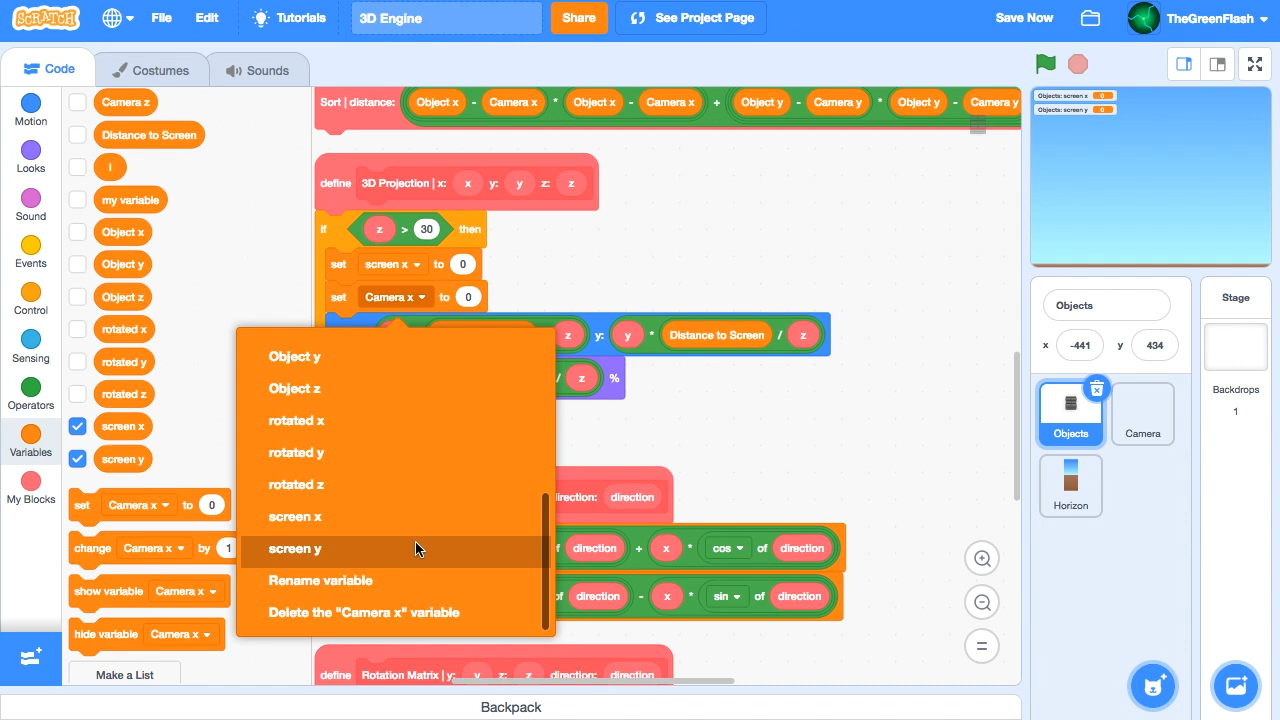 SCRATCH
File
Edit
Tutorials
3D Engine
Share
See Project Page
Save Now
TheGreenFlash
Code
Costumes
Sounds
Motion
Looks
Sound
Events
Control
Sensing
Operators
Variables
My Blocks
Camera z
Distance to Screen
i
my variable
Object x
Object y
Object z
rotated x
rotated y
rotated z
screen x
screen y
set Camera x to 0
change Camera x by 1
show variable Camera x
hide variable Camera x
Make a List
Sort | distance: Object x - Camera x * Object x - Camera x + Object y - Camera y * Object y - Camera y
define 3D Projection | x: x y: y z: z
if z > 30 then
set screen x to 0
set Camera x to 0
z y: y * Distance to Screen / z
/ z %
Object y
Object z
rotated x
rotated y
rotated z
screen x
screen y
Rename variable
Delete the "Camera x" variable
direction: direction
of direction + x * cos of direction
of direction - x * sin of direction
define Rotation Matrix | y: y z: z direction: direction
Backpack
Objects: screen x 0
Objects: screen y 0
Objects
x -441 y 434
Objects
Camera
Horizon
Stage
Backdrops
1